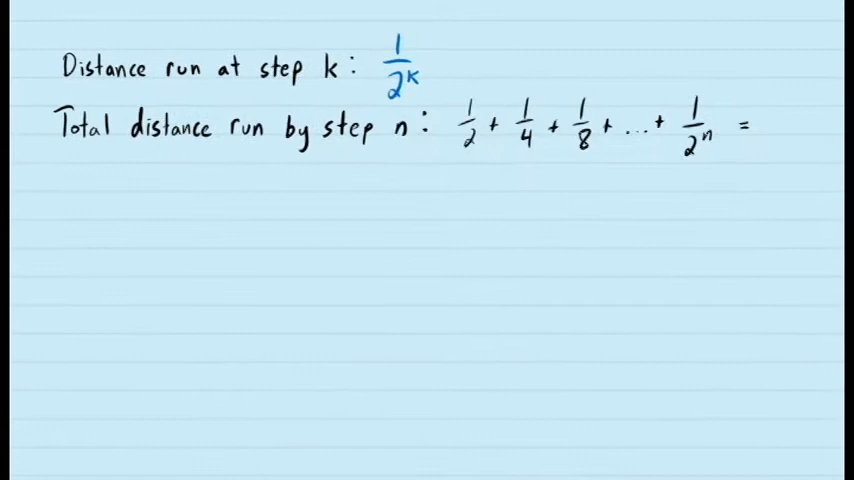 Distance run at step k: 1/2^k
Total distance run by step n: 1/2 + 1/4 + 1/8 + ... + 1/2^n =